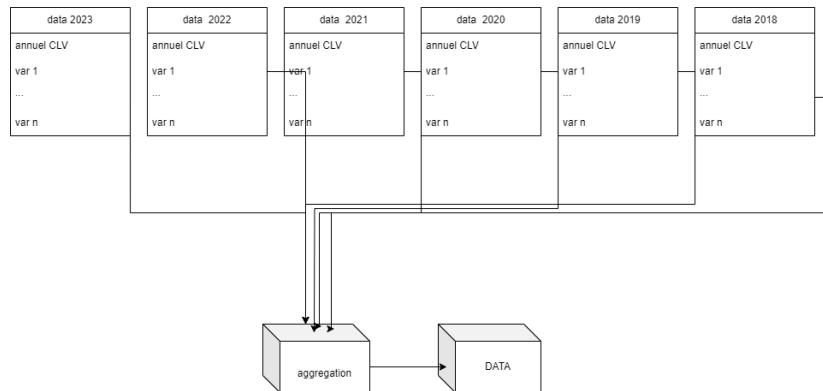 data 2023
annuel CLV
var 1
...
var n
data 2022
annuel CLV
var 1
...
var n
data 2021
annuel CLV
var 1
...
var n
data 2020
annuel CLV
var 1
...
var n
data 2019
annuel CLV
var 1
...
var n
data 2018
annuel CLV
var 1
...
var n
aggregation
DATA